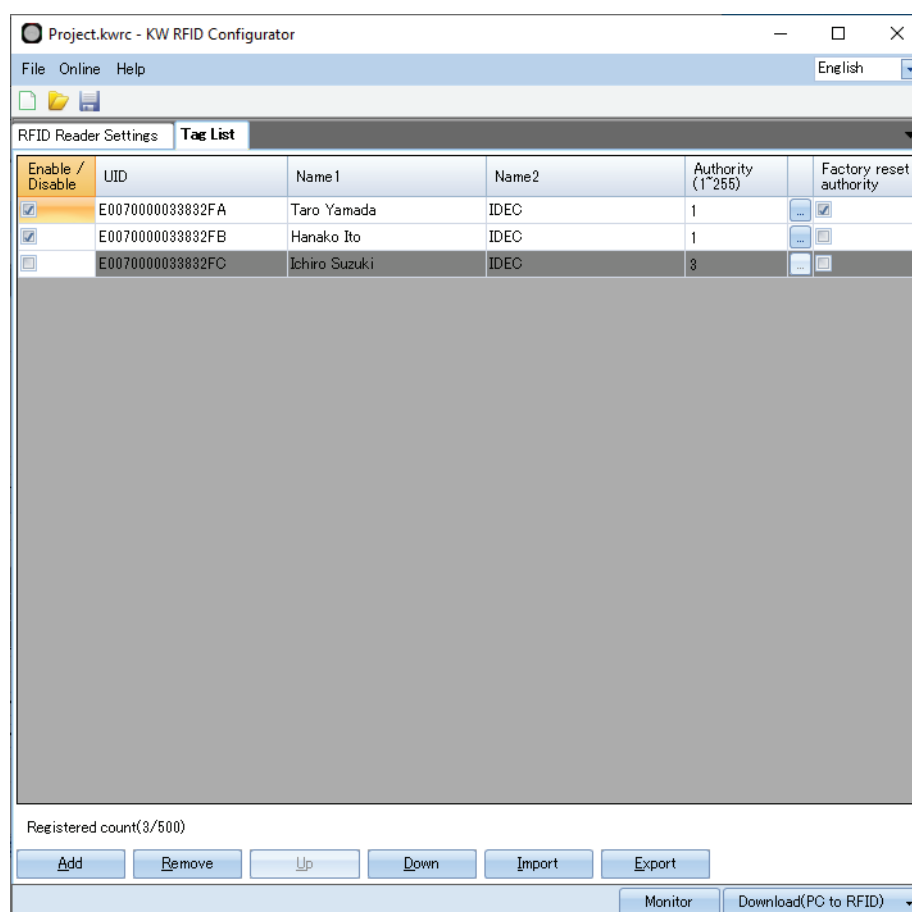 Project.kwrc - KW RFID Configurator
File Online Help English
RFID Reader Settings Tag List
Enable / Disable UID Name1 Name2 Authority (1~255) Factory reset authority
E0070000033832FA Taro Yamada IDEC 1 ...
E0070000033832FB Hanako Ito IDEC 1 ...
E0070000033832FC Ichiro Suzuki IDEC 3 ...
Registered count(3/500)
Add Remove Up Down Import Export
Monitor Download(PC to RFID)